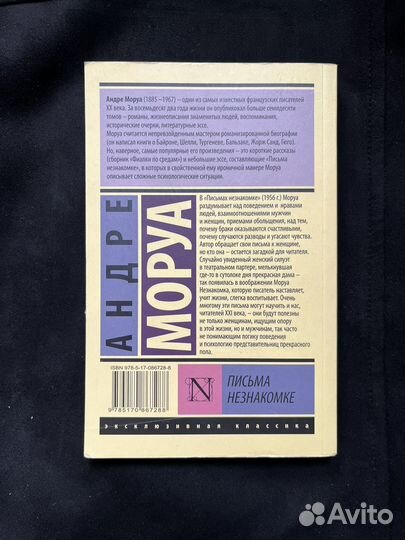 Андре Моруа (1885 –1967) – один из самых известных французских писателей
XX века. За восемьдесят два года жизни он опубликовал больше семидесяти
томов – романы, жизнеописания знаменитых людей, воспоминания,
исторические очерки, литературные эссе.
Моруа считается непревзойденным мастером романизированной биографии
(он написал книги о Байроне, Шелли, Тургеневе, Бальзаке, Жорж Санд, Гюго).
Но, наверное, самые популярные его произведения – это короткие рассказы
(сборник «Фиалки по средам») и небольшие эссе, составляющие «Письма
незнакомке», в которых в свойственной ему ироничной манере Моруа
описывает сложные психологические ситуации.
АНДРЕ
МОРУА
В «Письмах незнакомке» (1956 г.) Моруа
раздумывает над поведением и нравами
людей, взаимоотношениями мужчин
и женщин, приемами обольщения, над тем,
почему браки оказываются счастливыми,
почему случаются разводы и угасают чувства.
Автор обращает свои письма к женщине,
но кто она – остается загадкой для читателя.
Случайно увиденный женский силуэт
в театральном партере, мелькнувшая
где-то в сутолоке дня прекрасная дама –
так появилась в воображении Моруа
Незнакомка, которую писатель наставляет,
учит жизни, слегка воспитывает. Очень
многому эти письма могут научить и нас,
читателей XXI века, – они будут полезны
не только женщинам, ищущим опору
в этой жизни, но и мужчинам, так часто
не понимающим логику поведения
и психологию представительниц прекрасного
пола.
ISBN 978-5-17-086728-8
9 785170 867288
N
ПИСЬМА
НЕЗНАКОМКЕ
эксклюзивная классика
Avito